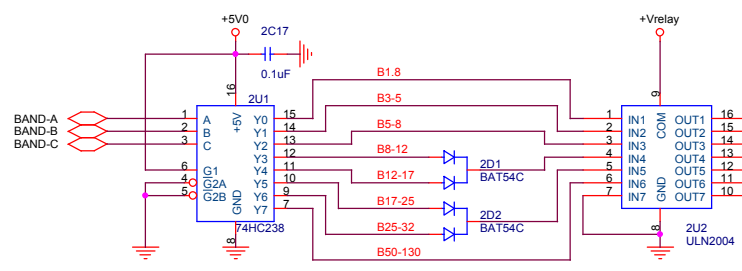 +5V0
+Vrelay
2C17
0.1uF
B1.8
B3-5
B5-8
B8-12
B12-17
B17-25
B25-32
B50-130
BAND-A
BAND-B
BAND-C
2U1
16
+5V
1 A Y0 15
2 B Y1 14
3 C Y2 13
Y3 12
6 G1 Y4 11
4 G2A Y5 10
5 G2B Y6 9
Y7 7
GND
8
74HC238
2D1
BAT54C
2D2
BAT54C
9
COM
1 IN1 OUT1 16
2 IN2 OUT2 15
3 IN3 OUT3 14
4 IN4 OUT4 13
5 IN5 OUT5 12
6 IN6 OUT6 11
7 IN7 OUT7 10
GND
8
2U2
ULN2004